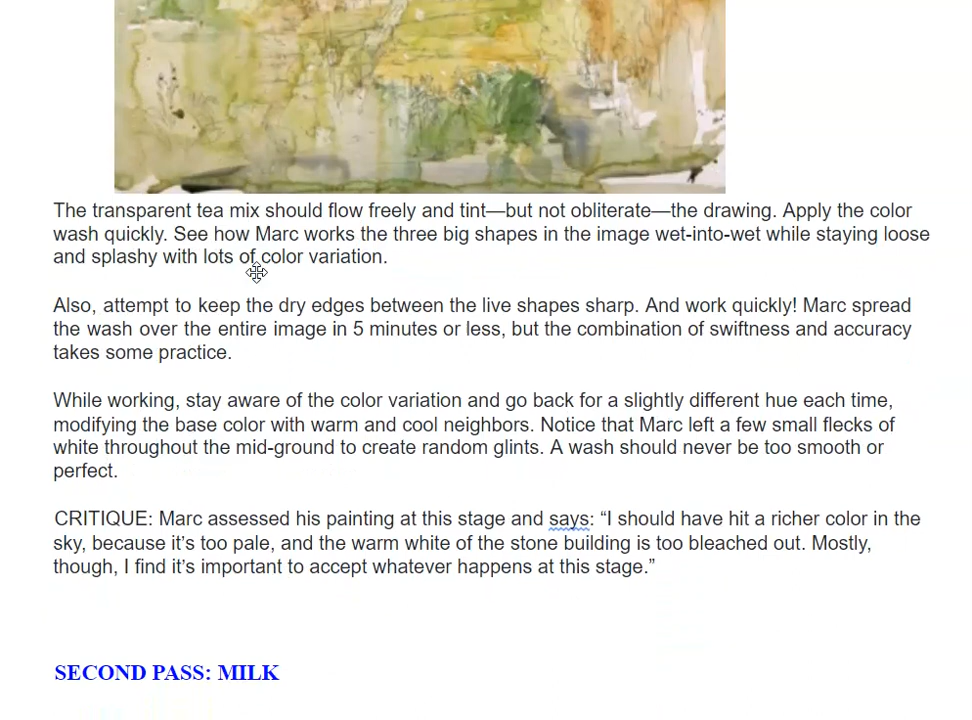 The transparent tea mix should flow freely and tint—but not obliterate—the drawing. Apply the color
wash quickly. See how Marc works the three big shapes in the image wet-into-wet while staying loose
and splashy with lots of color variation.
Also, attempt to keep the dry edges between the live shapes sharp. And work quickly! Marc spread
the wash over the entire image in 5 minutes or less, but the combination of swiftness and accuracy
takes some practice.
While working, stay aware of the color variation and go back for a slightly different hue each time,
modifying the base color with warm and cool neighbors. Notice that Marc left a few small flecks of
white throughout the mid-ground to create random glints. A wash should never be too smooth or
perfect.
CRITIQUE: Marc assessed his painting at this stage and says: “I should have hit a richer color in the
sky, because it’s too pale, and the warm white of the stone building is too bleached out. Mostly,
though, I find it’s important to accept whatever happens at this stage.”
SECOND PASS: MILK